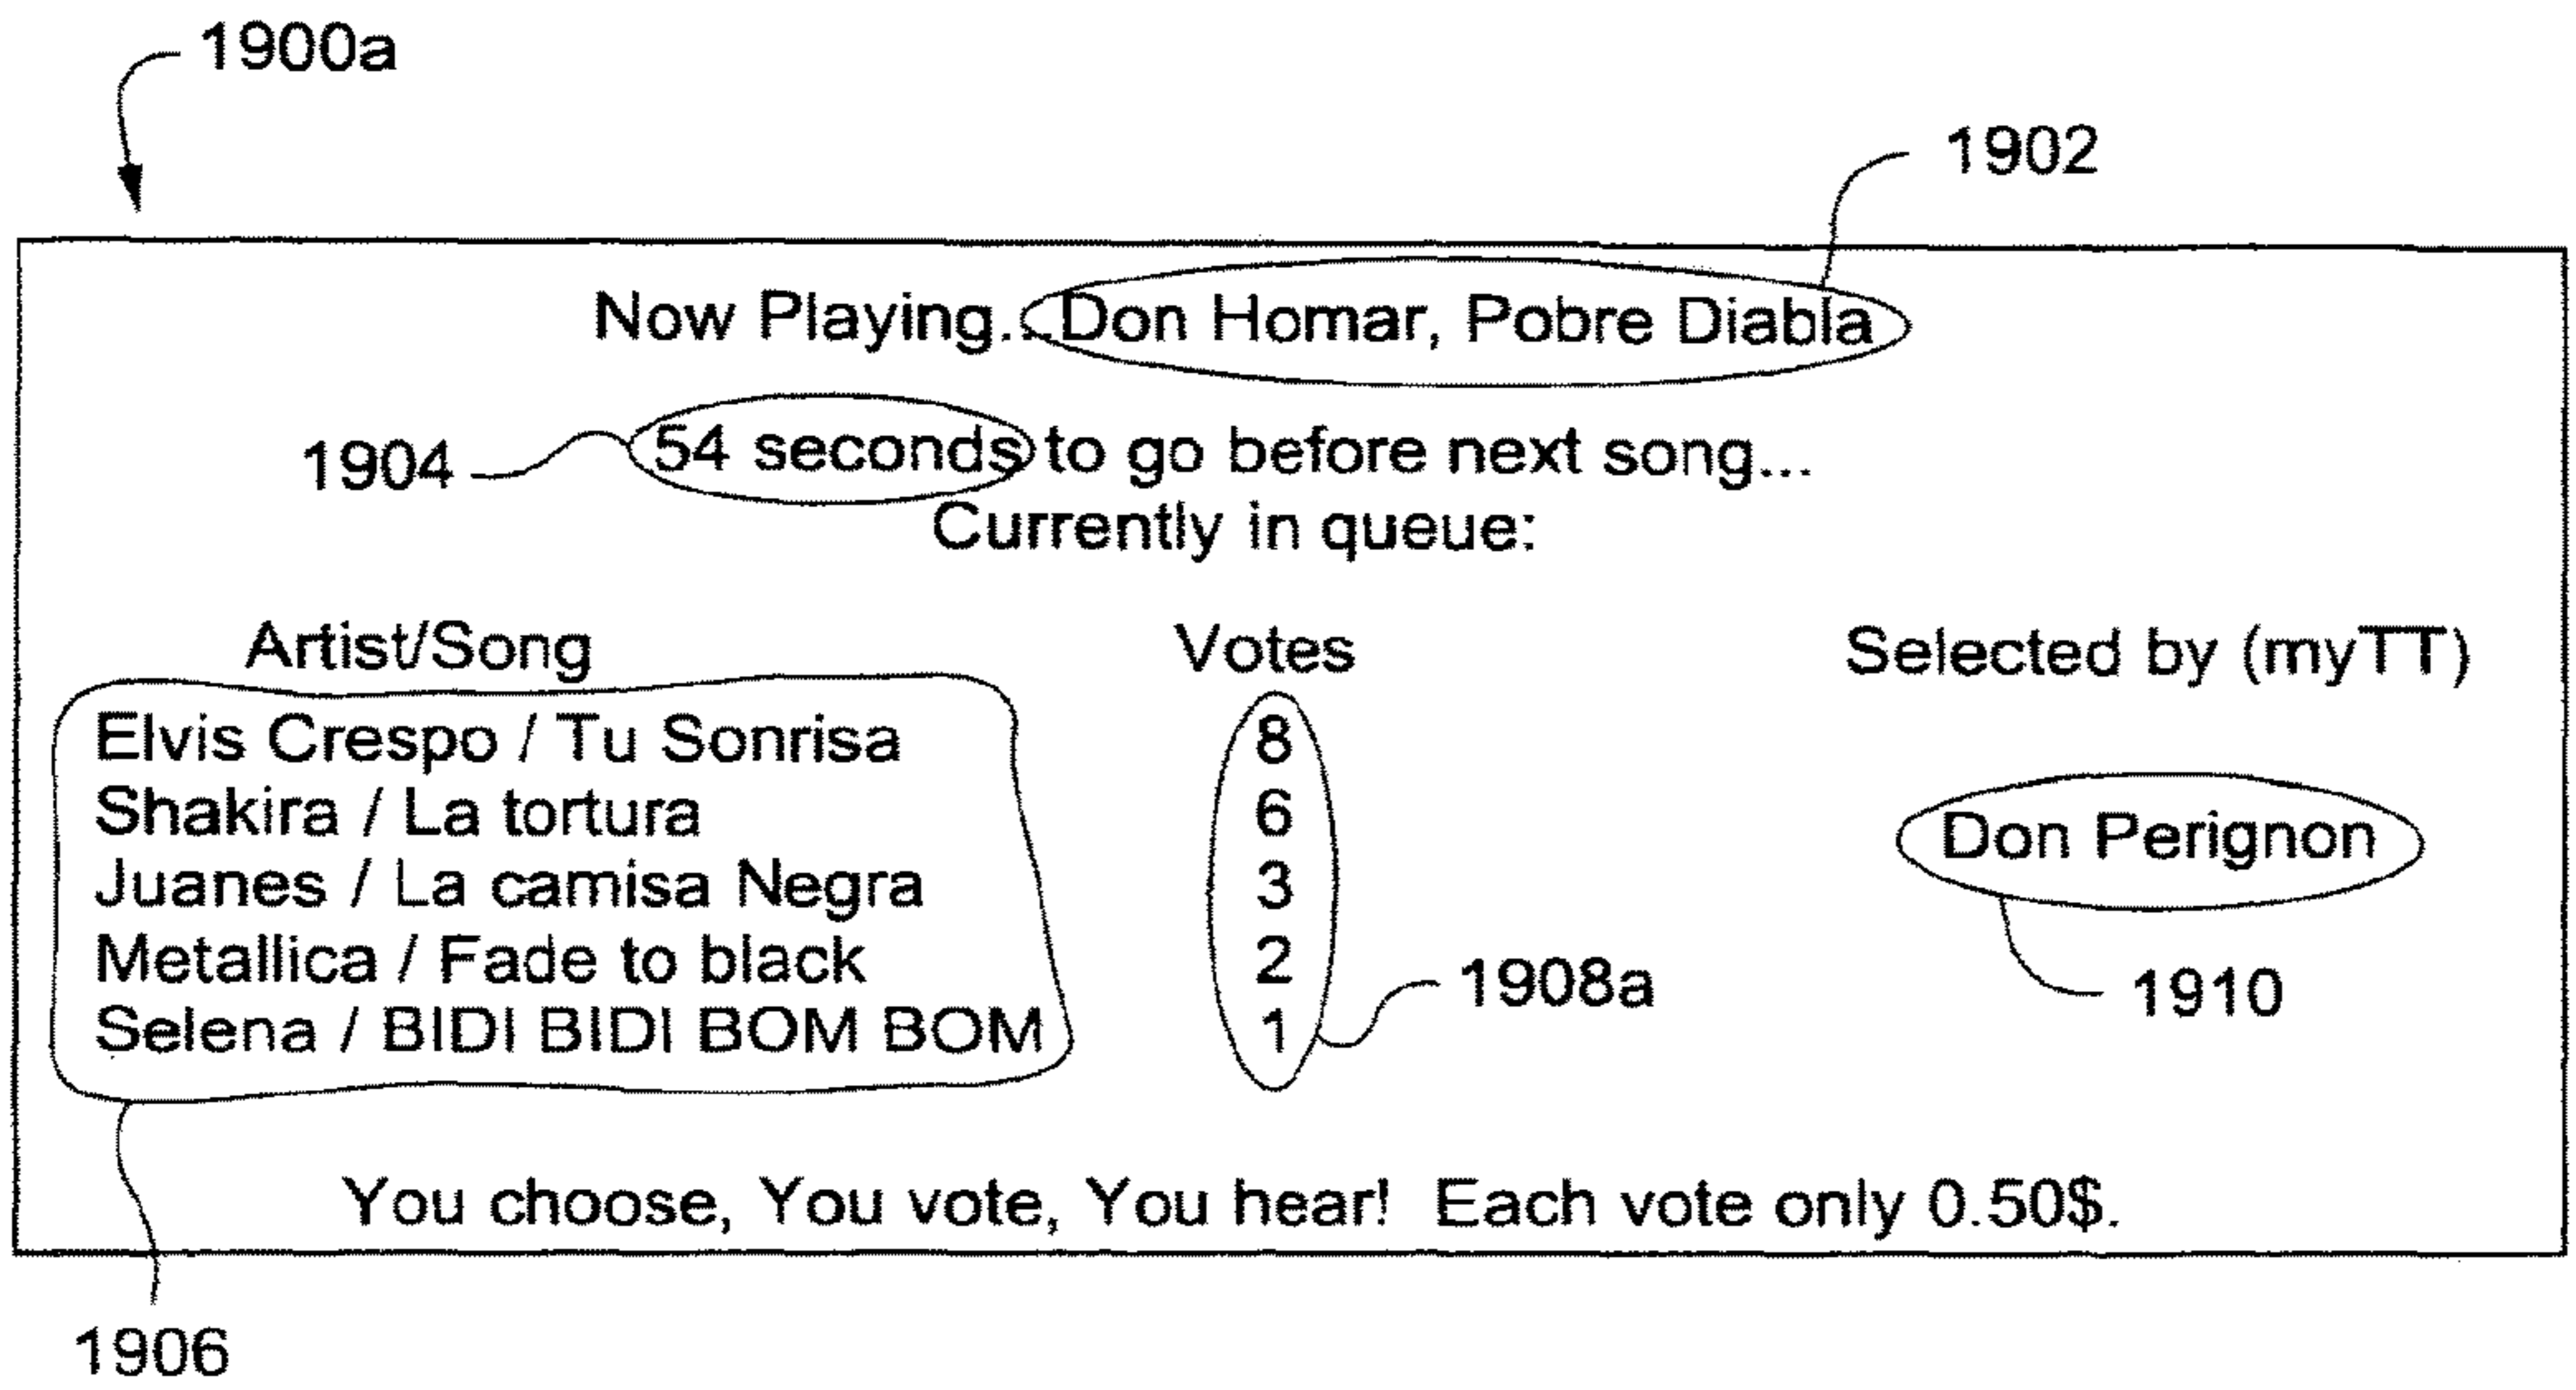 1900a
1902
Now Playing...Don Homar, Pobre Diabla
1904
54 seconds to go before next song...
Currently in queue:
Artist/Song Votes Selected by (myTT)
Elvis Crespo / Tu Sonrisa 8
Shakira / La tortura 6 Don Perignon
Juanes / La camisa Negra 3
Metallica / Fade to black 2
Selena / BIDI BIDI BOM BOM 1
1908a
1910
You choose, You vote, You hear! Each vote only 0.50$.
1906